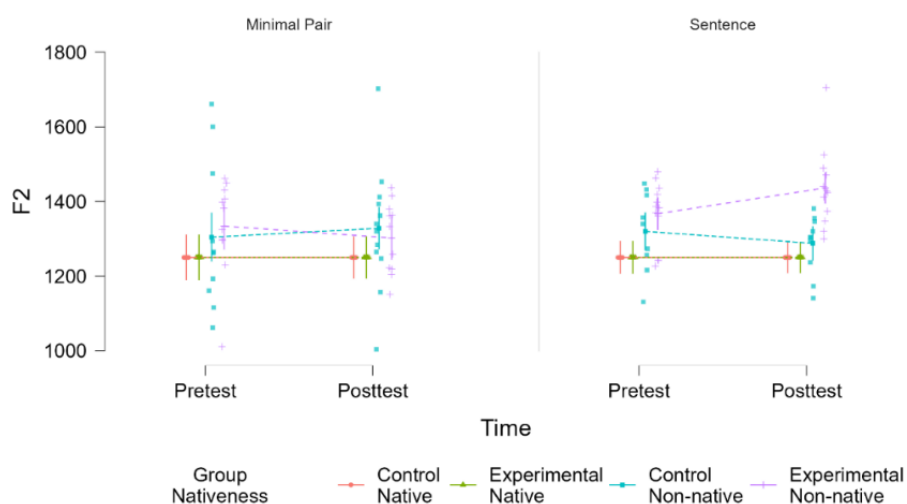 Minimal Pair
Sentence
1800
1600
F2
1400
1200
1000
Pretest
Posttest
Pretest
Posttest
Time
Group
Nativeness
Control
Native
Experimental
Native
Control
Non-native
Experimental
Non-native